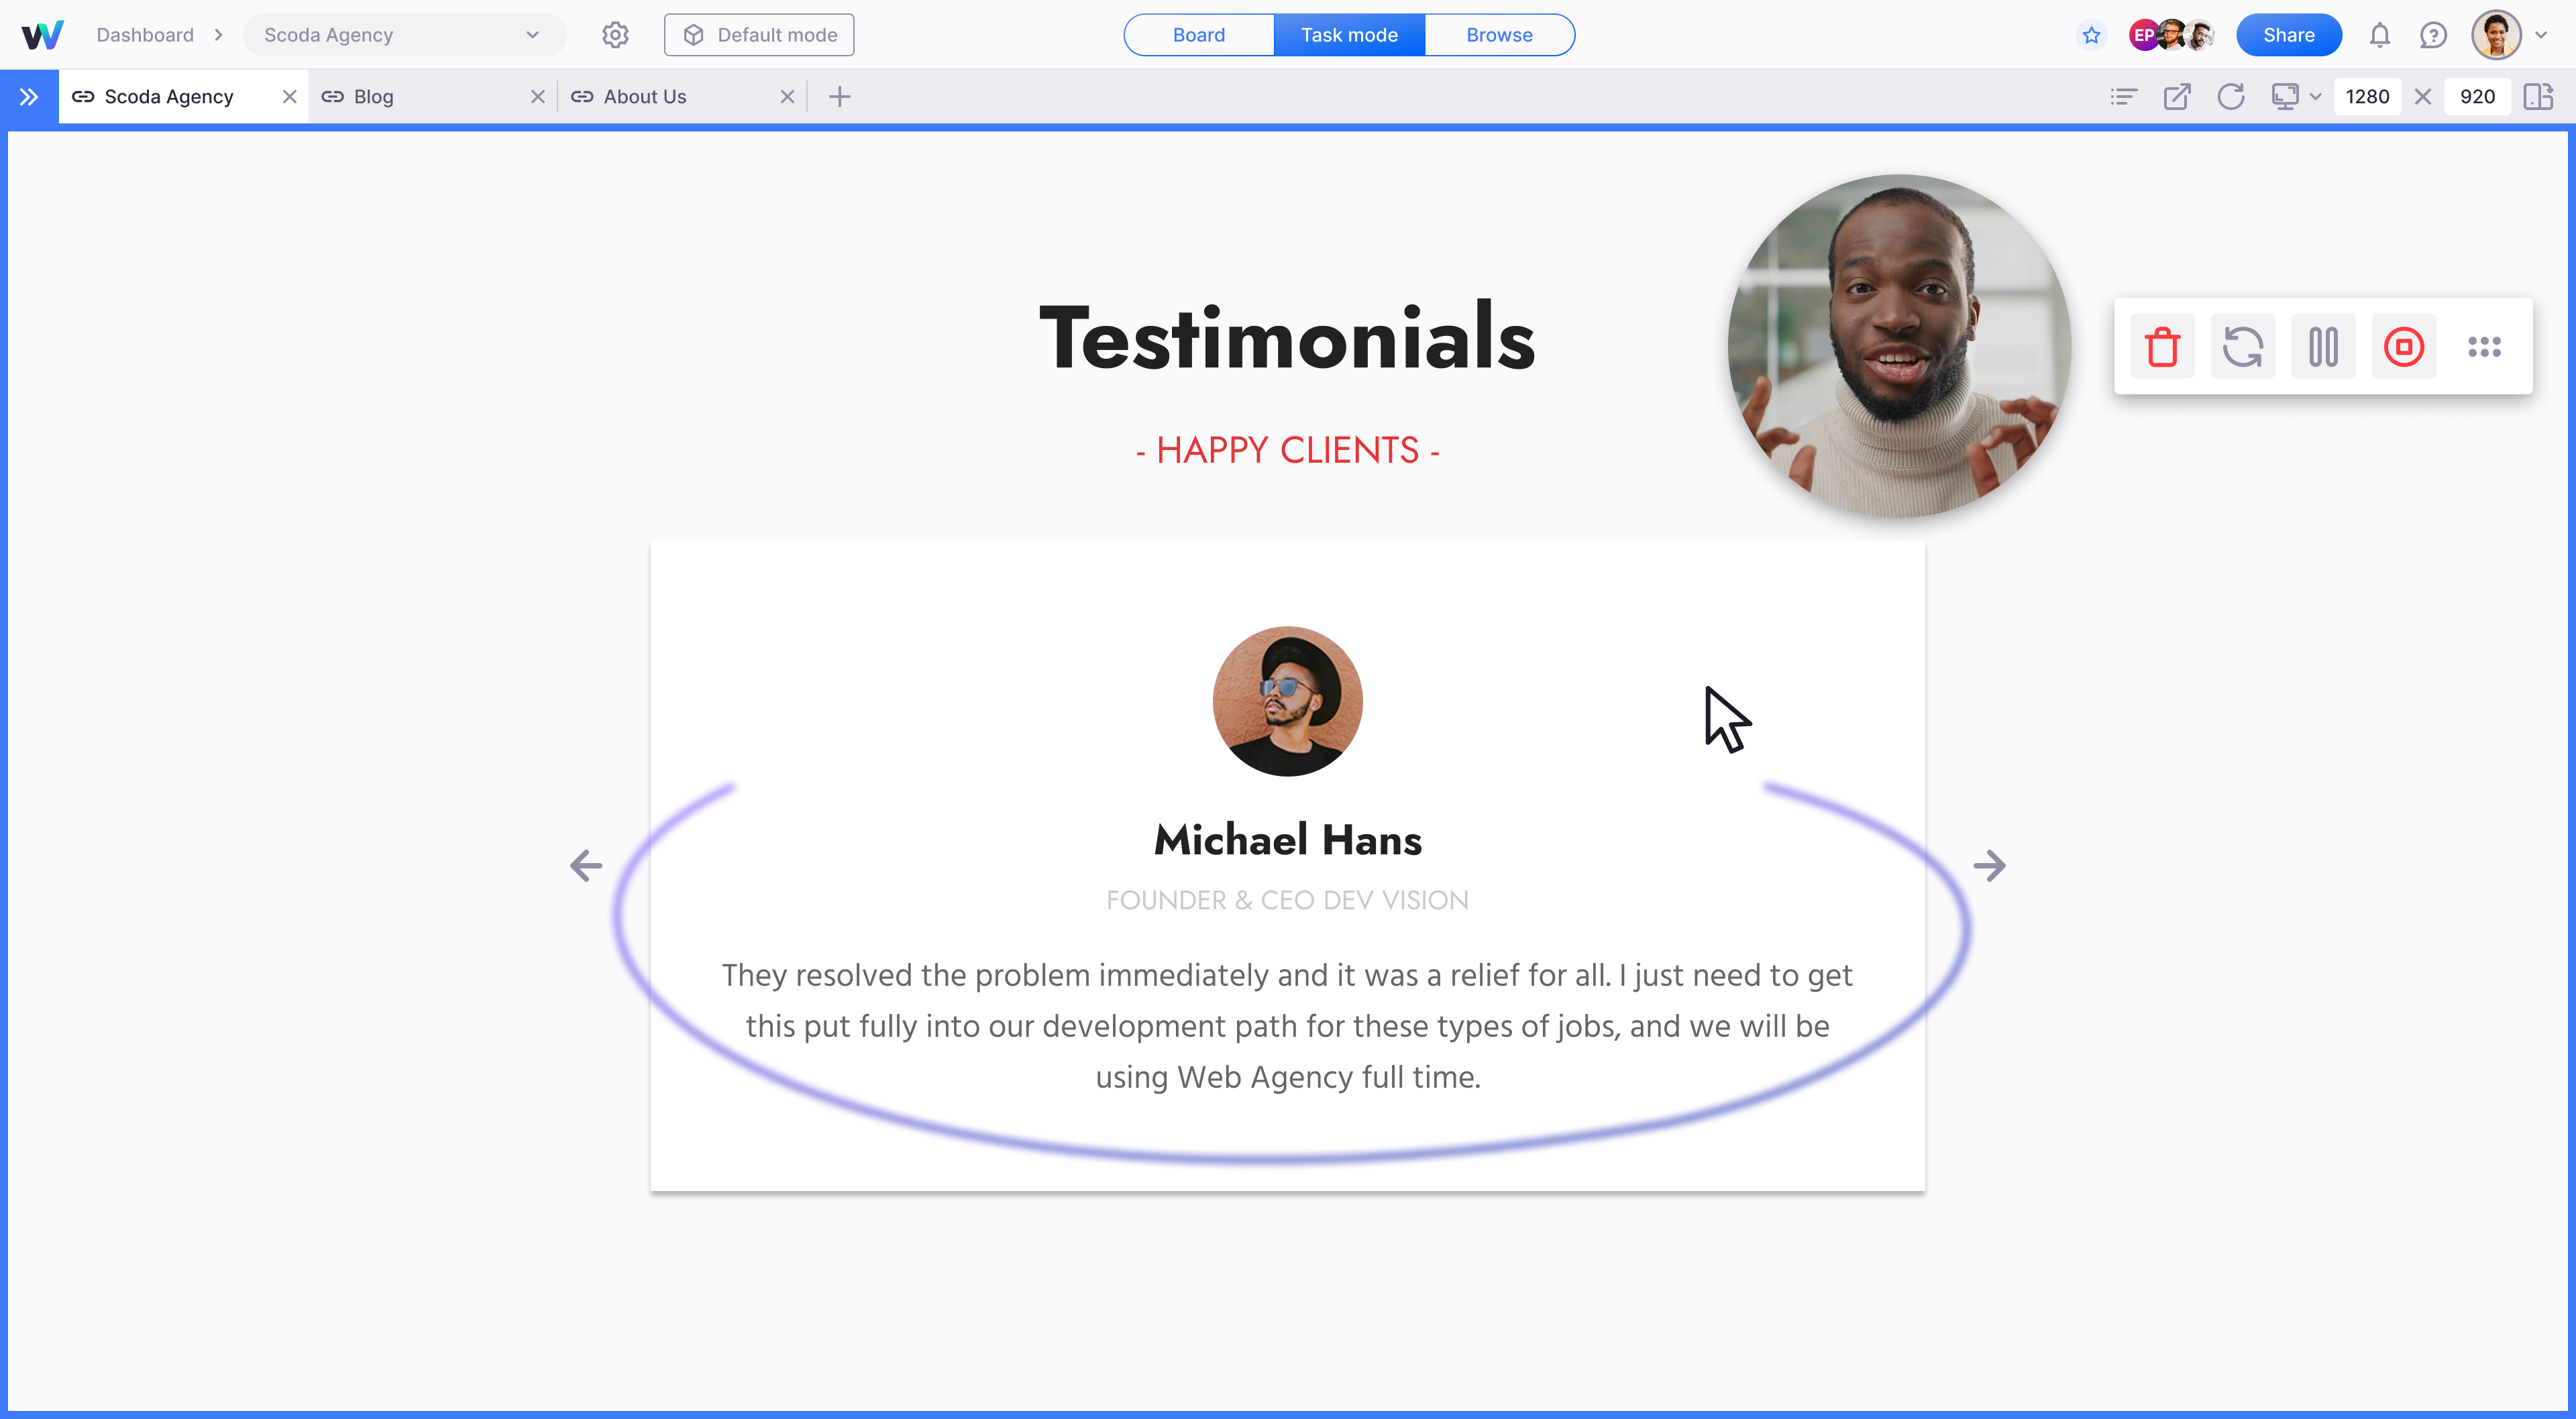 Dashboard
Scoda Agency
Default mode
Board
Task mode
Browse
EP
Share
Scoda Agency
Blog
About Us
1280
920
Testimonials
- HAPPY CLIENTS -
Michael Hans
FOUNDER & CEO DEV VISION
They resolved the problem immediately and it was a relief for all. I just need to get
this put fully into our development path for these types of jobs, and we will be
using Web Agency full time.